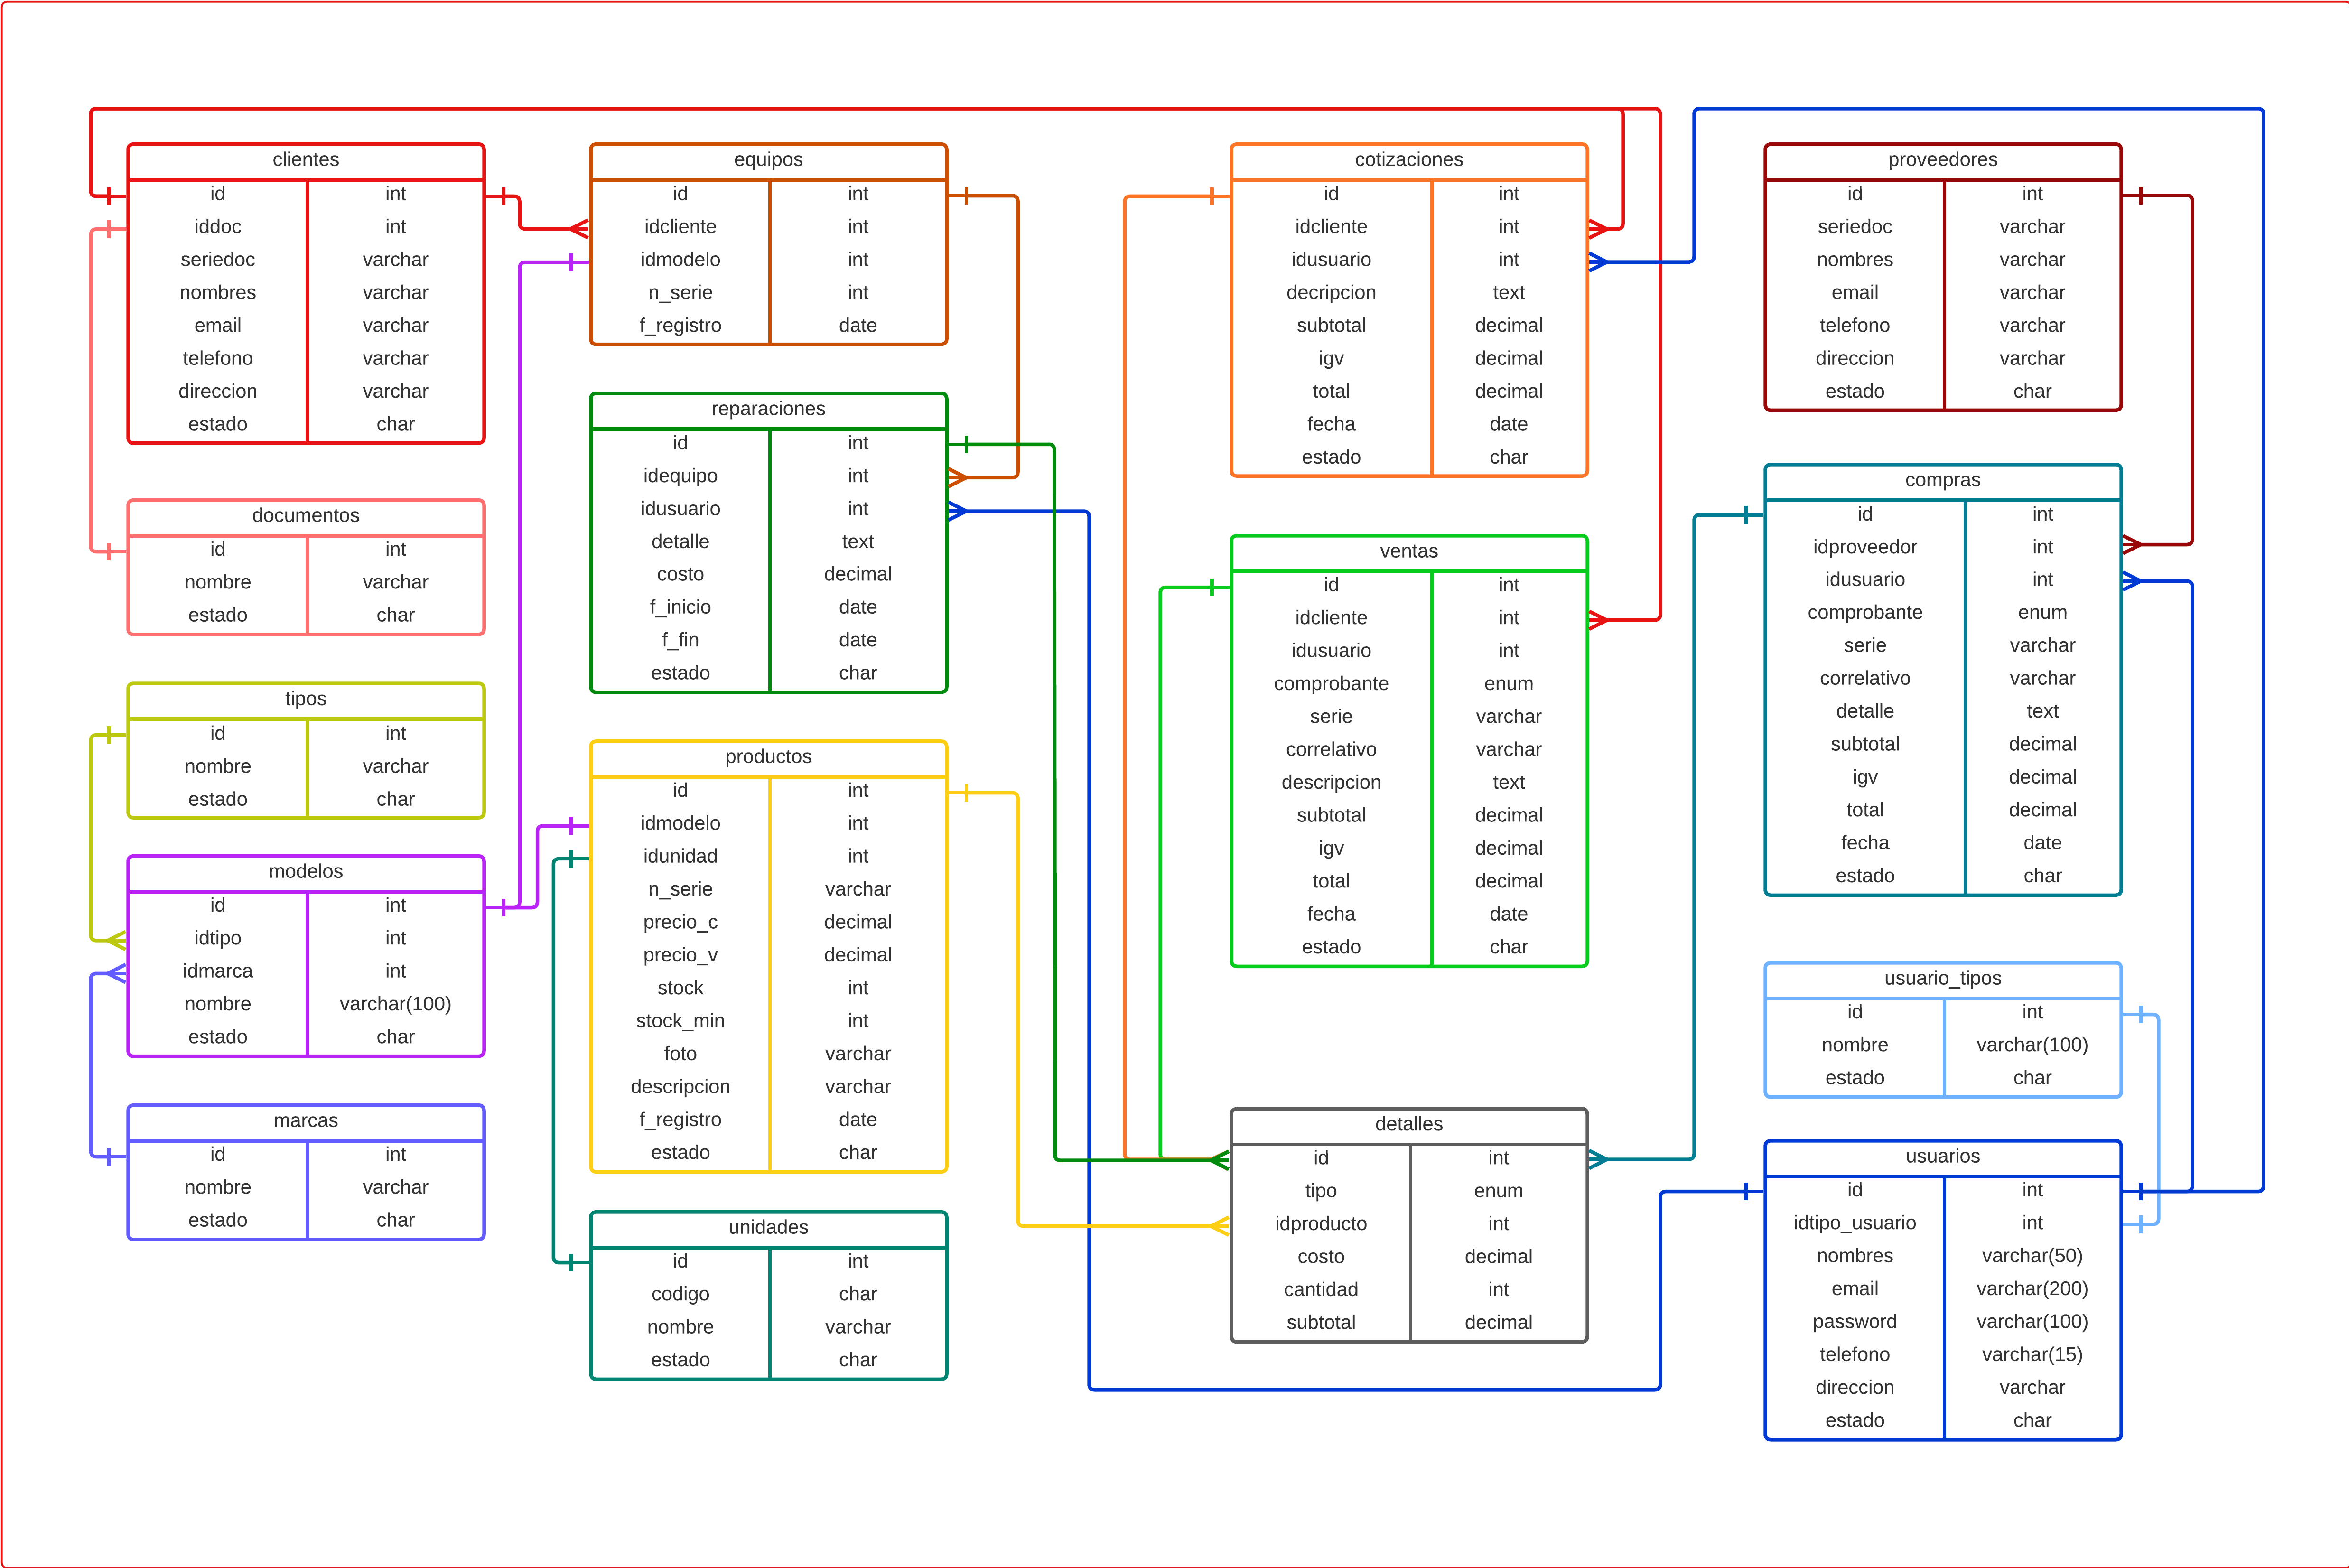 clientes
id int
iddoc int
seriedoc varchar
nombres varchar
email varchar
telefono varchar
direccion varchar
estado char
documentos
id int
nombre varchar
estado char
tipos
id int
nombre varchar
estado char
modelos
id int
idtipo int
idmarca int
nombre varchar(100)
estado char
marcas
id int
nombre varchar
estado char
equipos
id int
idcliente int
idmodelo int
n_serie int
f_registro date
reparaciones
id int
idequipo int
idusuario int
detalle text
costo decimal
f_inicio date
f_fin date
estado char
productos
id int
idmodelo int
idunidad int
n_serie varchar
precio_c decimal
precio_v decimal
stock int
stock_min int
foto varchar
descripcion varchar
f_registro date
estado char
unidades
id int
codigo char
nombre varchar
estado char
cotizaciones
id int
idcliente int
idusuario int
decripcion text
subtotal decimal
igv decimal
total decimal
fecha date
estado char
ventas
id int
idcliente int
idusuario int
comprobante enum
serie varchar
correlativo varchar
descripcion text
subtotal decimal
igv decimal
total decimal
fecha date
estado char
detalles
id int
tipo enum
idproducto int
costo decimal
cantidad int
subtotal decimal
proveedores
id int
seriedoc varchar
nombres varchar
email varchar
telefono varchar
direccion varchar
estado char
compras
id int
idproveedor int
idusuario int
comprobante enum
serie varchar
correlativo varchar
detalle text
subtotal decimal
igv decimal
total decimal
fecha date
estado char
usuario_tipos
id int
nombre varchar(100)
estado char
usuarios
id int
idtipo_usuario int
nombres varchar(50)
email varchar(200)
password varchar(100)
telefono varchar(15)
direccion varchar
estado char